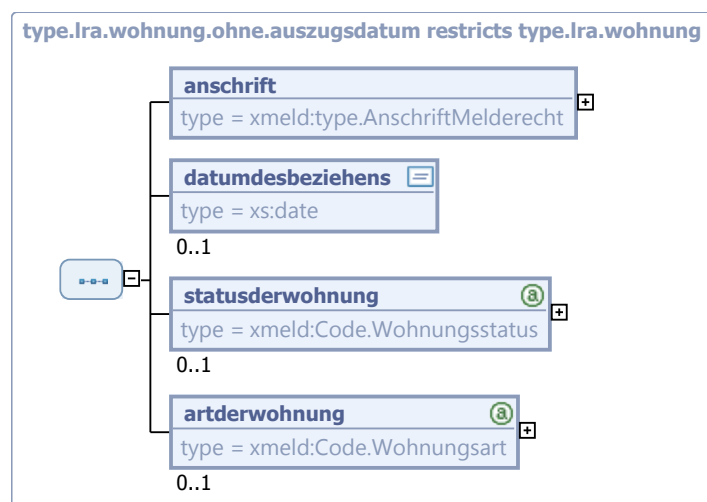 type.lra.wohnung.ohne.auszugsdatum restricts type.lra.wohnung
anschrift
type = xmeld:type.AnschriftMelderecht
datumdesbeziehens
type = xs:date
0..1
statusderwohnung
type = xmeld:Code.Wohnungsstatus
0..1
artderwohnung
type = xmeld:Code.Wohnungsart
0..1